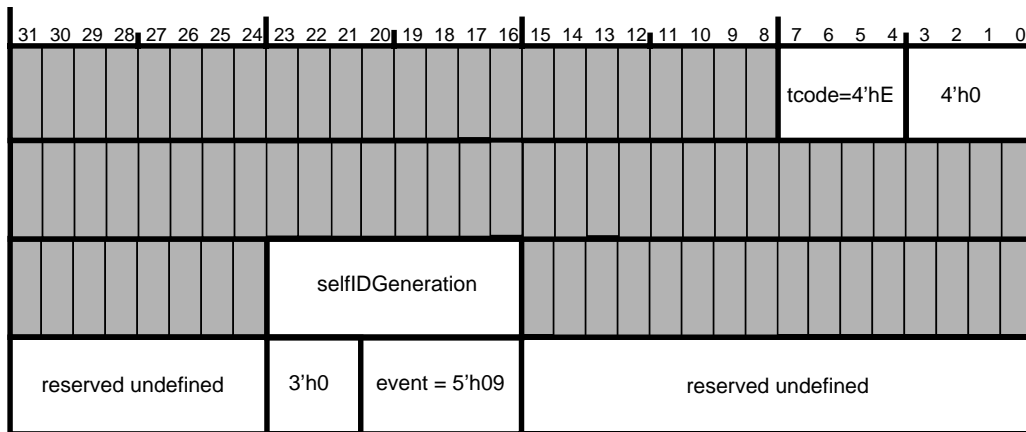 31 30 29 28 27 26 25 24 23 22 21 20 19 18 17 16 15 14 13 12 11 10 9 8 7 6 5 4 3 2 1 0
tcode=4’hE 4’h0
selfIDGeneration
reserved undefined 3’h0 event = 5’h09 reserved undefined